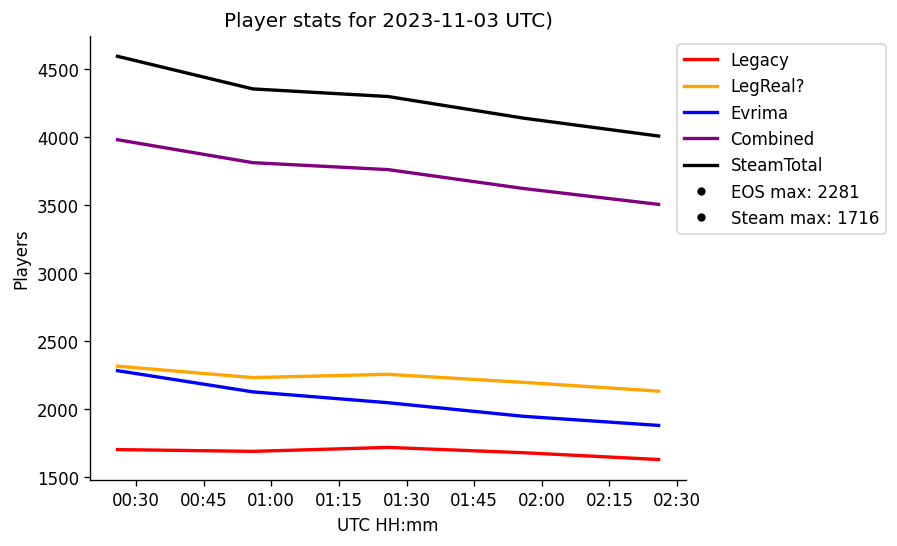 Player stats for 2023-11-03 UTC)
Legacy
LegReal?
Evrima
Combined
SteamTotal
EOS max: 2281
Steam max: 1716
Players
4500
4000
3500
3000
2500
2000
1500
00:30 00:45 01:00 01:15 01:30 01:45 02:00 02:15 02:30
UTC HH:mm